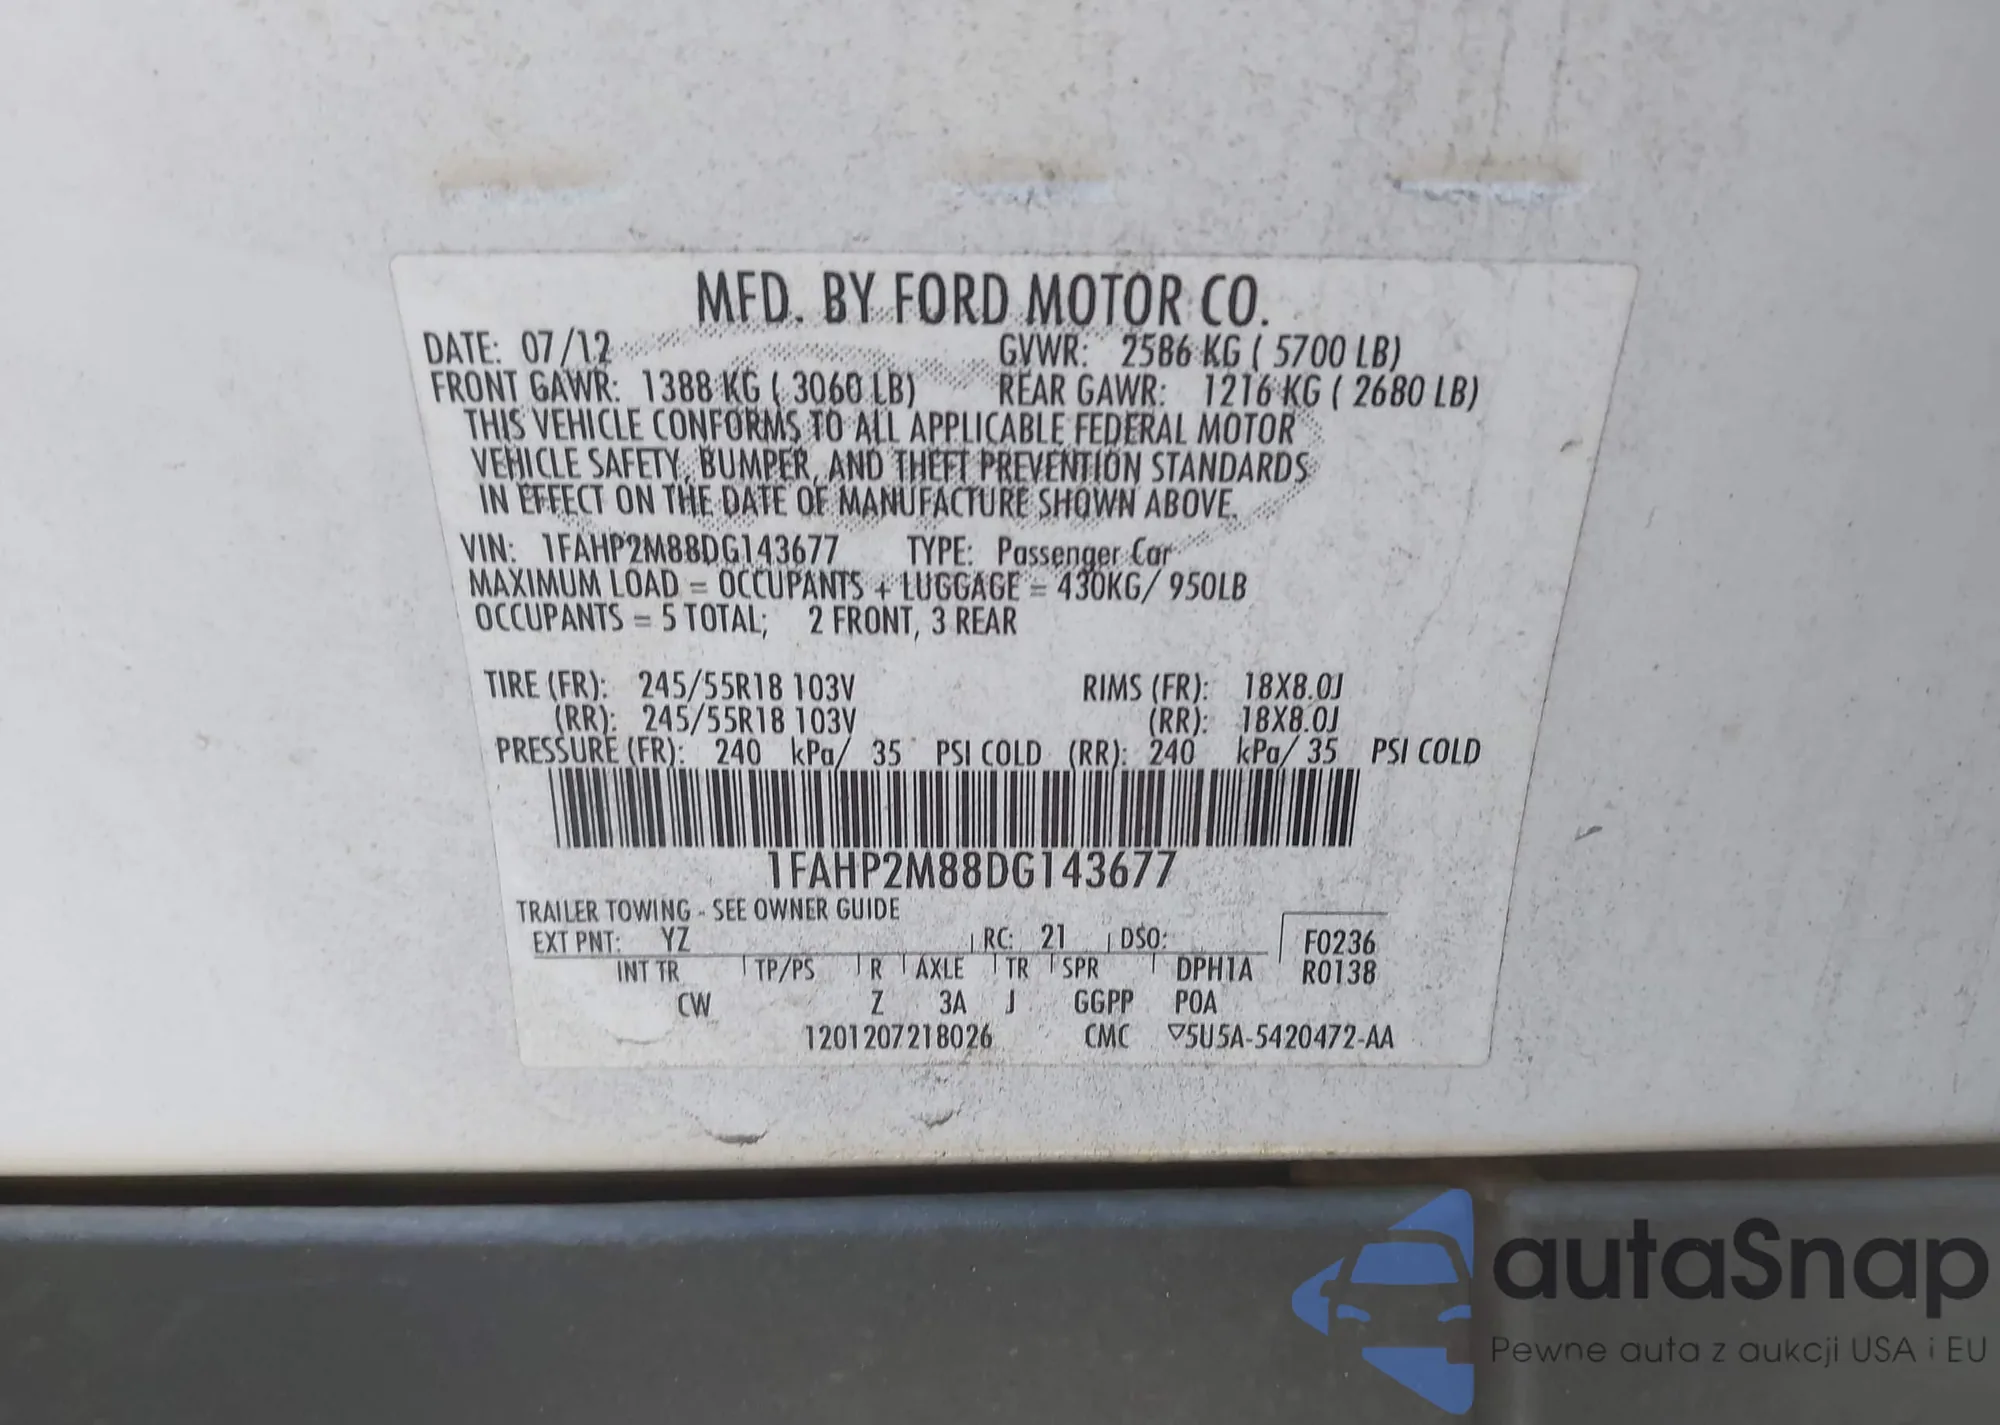 MFD. BY FORD MOTOR CO.
DATE: 07/12 GVWR: 2586 KG ( 5700 LB)
FRONT GAWR: 1388 KG ( 3060 LB) REAR GAWR: 1216 KG ( 2680 LB)
THIS VEHICLE CONFORMS TO ALL APPLICABLE FEDERAL MOTOR
VEHICLE SAFETY, BUMPER, AND THEFT PREVENTION STANDARDS
IN EFFECT ON THE DATE OF MANUFACTURE SHOWN ABOVE.
VIN: 1FAHP2M88DG143677 TYPE: Passenger Car
MAXIMUM LOAD = OCCUPANTS + LUGGAGE = 430KG/ 950LB
OCCUPANTS = 5 TOTAL; 2 FRONT, 3 REAR
TIRE (FR): 245/55R18 103V RIMS (FR): 18X8.0J
(RR): 245/55R18 103V (RR): 18X8.0J
PRESSURE (FR): 240 kPa/ 35 PSI COLD (RR): 240 kPa/ 35 PSI COLD
1FAHP2M88DG143677
TRAILER TOWING - SEE OWNER GUIDE
EXT PNT: YZ RC: 21 DSO: F0236
INT TR TP/PS R AXLE TR SPR DPH1A R0138
CW Z 3A J GGPP POA
1201207218026 CMC ▽5U5A-5420472-AA
autaSnap
Pewne auta z aukcji USA i EU